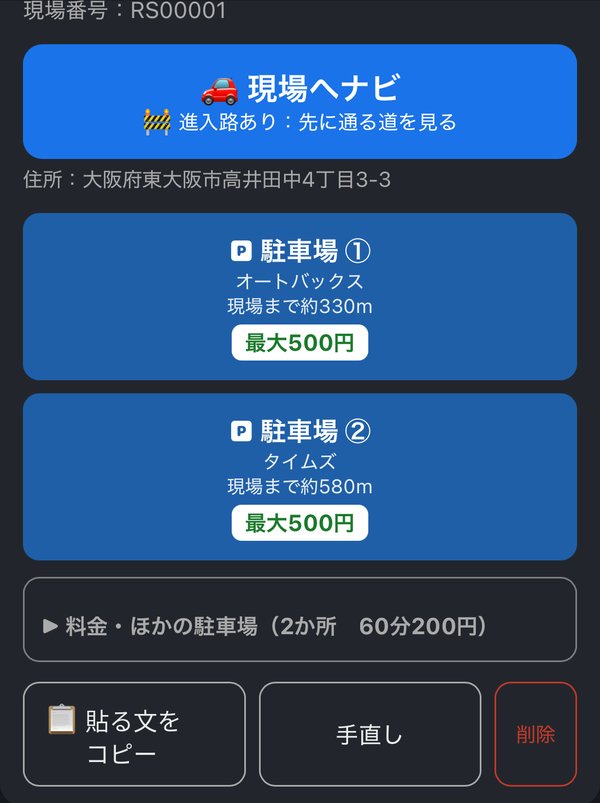 現場番号：RS00001
🚗 現場へナビ
🚧 進入路あり：先に通る道を見る
住所：大阪府東大阪市高井田中4丁目3-3
🅿 駐車場 ①
オートバックス
現場まで約330m
最大500円
🅿 駐車場 ②
タイムズ
現場まで約580m
最大500円
▶ 料金・ほかの駐車場（2か所　60分200円）
📋 貼る文を
コピー
手直し
削除